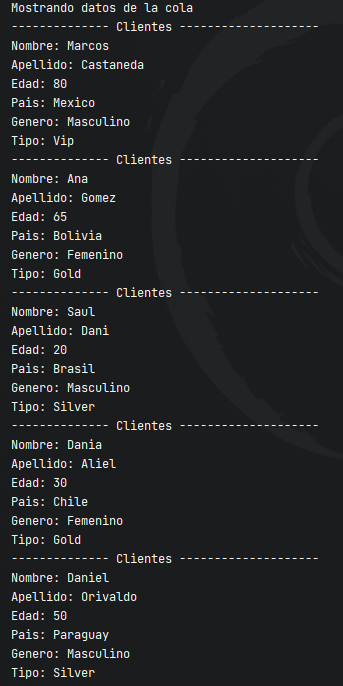 Mostrando datos de la cola
-------------- Clientes --------------------
Nombre: Marcos
Apellido: Castaneda
Edad: 80
Pais: Mexico
Genero: Masculino
Tipo: Vip
-------------- Clientes --------------------
Nombre: Ana
Apellido: Gomez
Edad: 65
Pais: Bolivia
Genero: Femenino
Tipo: Gold
-------------- Clientes --------------------
Nombre: Saul
Apellido: Dani
Edad: 20
Pais: Brasil
Genero: Masculino
Tipo: Silver
-------------- Clientes --------------------
Nombre: Dania
Apellido: Aliel
Edad: 30
Pais: Chile
Genero: Femenino
Tipo: Gold
-------------- Clientes --------------------
Nombre: Daniel
Apellido: Orivaldo
Edad: 50
Pais: Paraguay
Genero: Masculino
Tipo: Silver